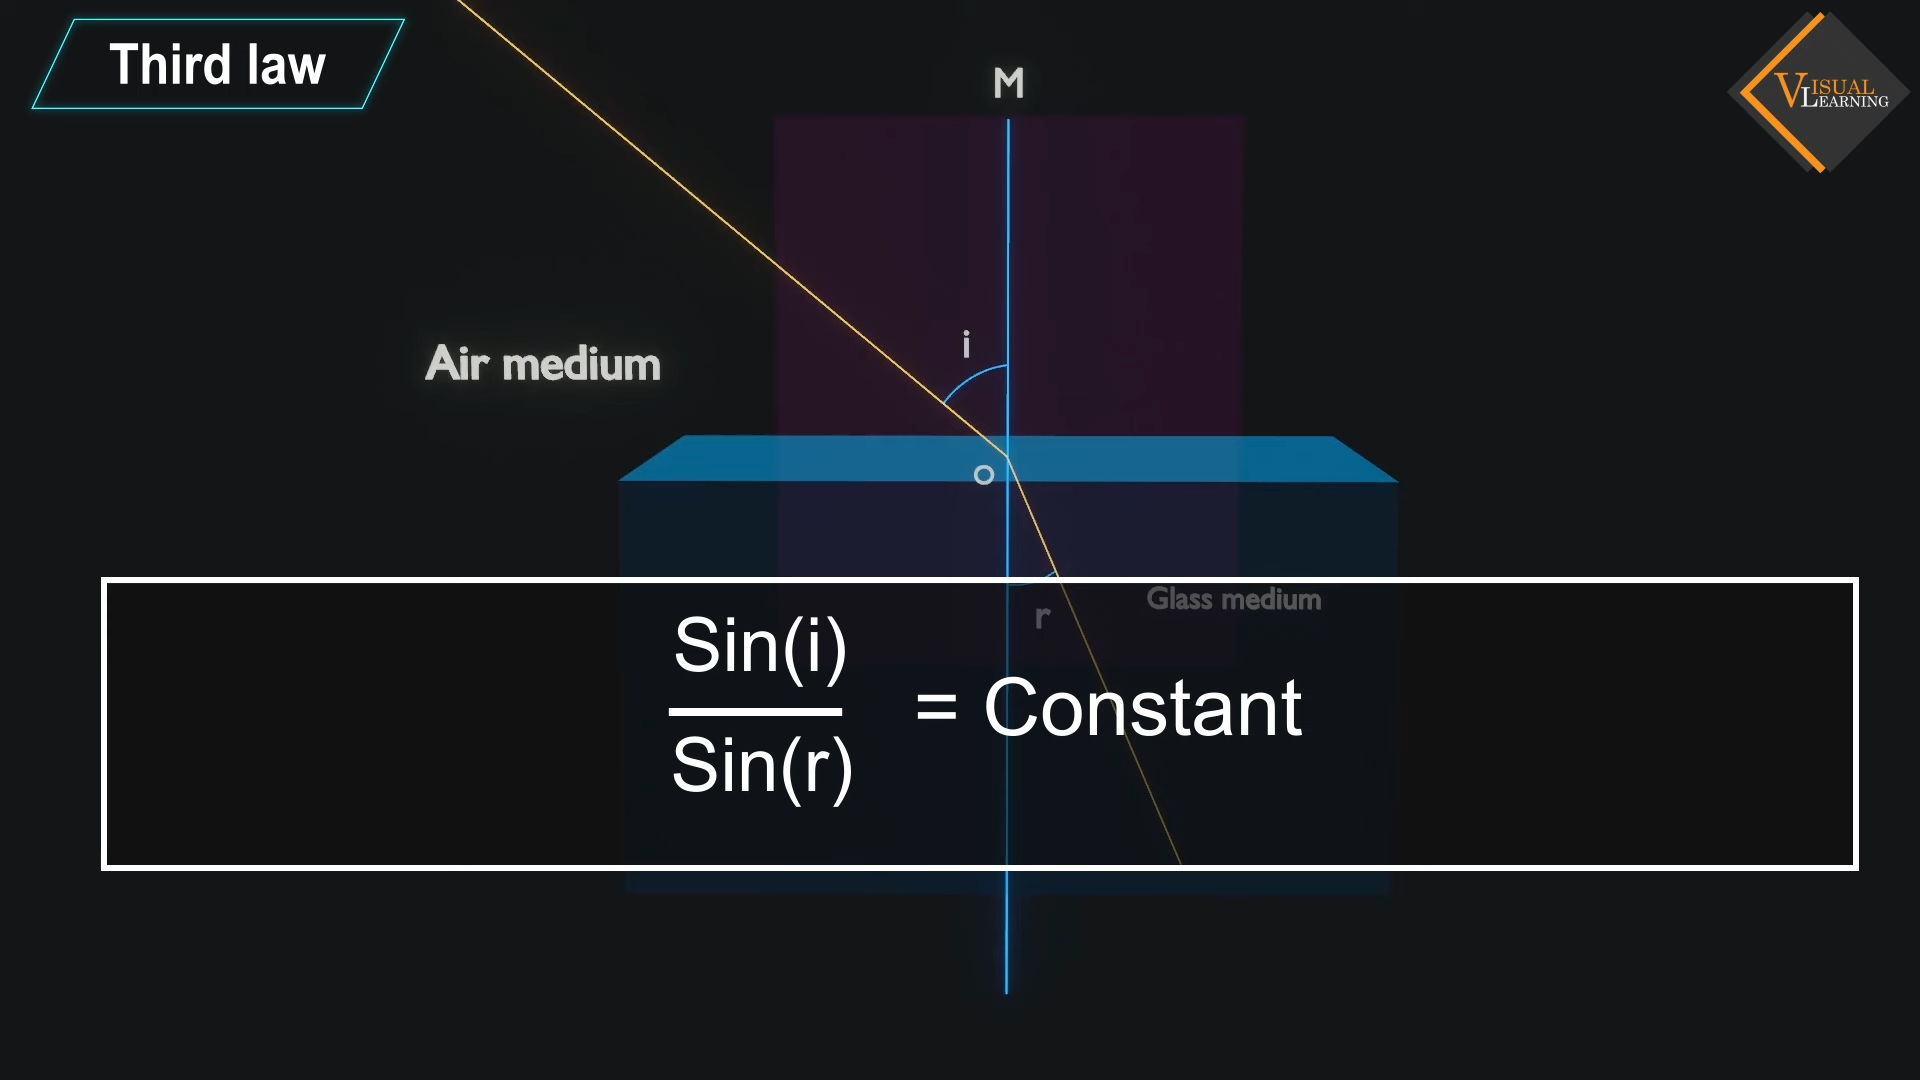 Third law
M
VISUAL
LEARNING
i
Air medium
O
Glass medium
r
Sin(i)
Sin(r)
= Constant